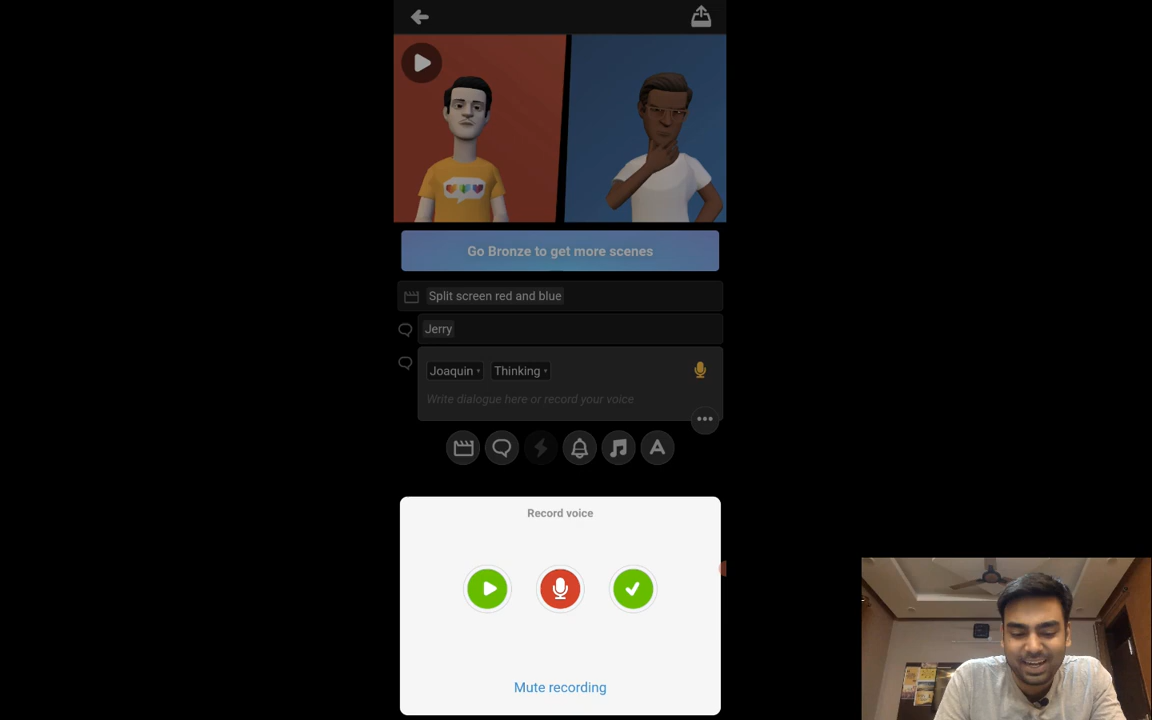 Go Bronze to get more scenes
Split screen red and blue
Jerry
Joaquin Thinking
Write dialogue here or record your voice
A
Record voice
Mute recording